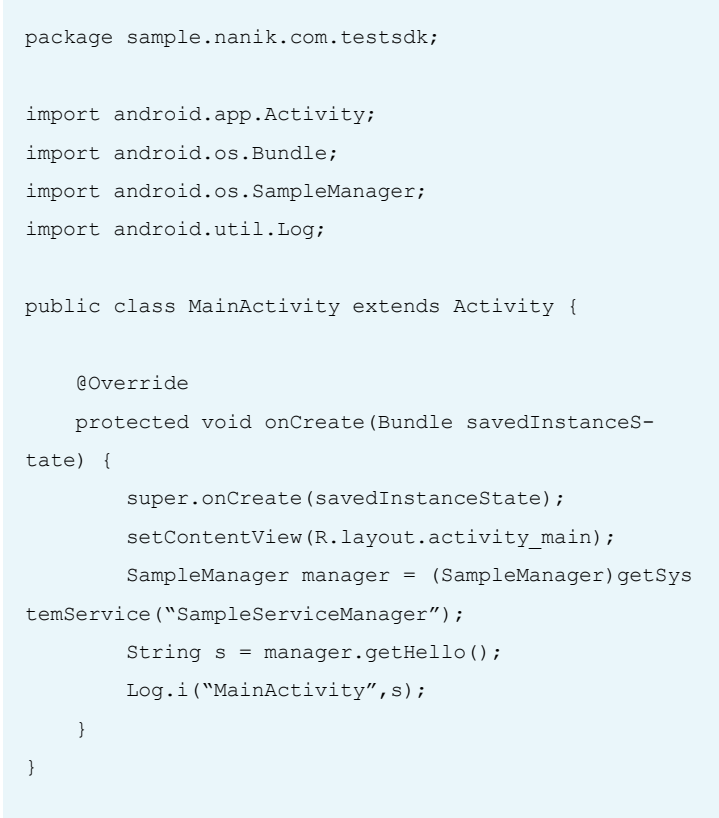 package sample.nanik.com.testsdk;
import android.app.Activity;
import android.os.Bundle;
import android.os.SampleManager;
import android.util.Log;
public class MainActivity extends Activity {
@Override
protected void onCreate(Bundle savedInstanceS-
tate) {
super.onCreate(savedInstanceState);
setContentView(R.layout.activity_main);
SampleManager manager = (SampleManager)getSys
temService(“SampleServiceManager”);
String s = manager.getHello();
Log.i(“MainActivity”,s);
}
}